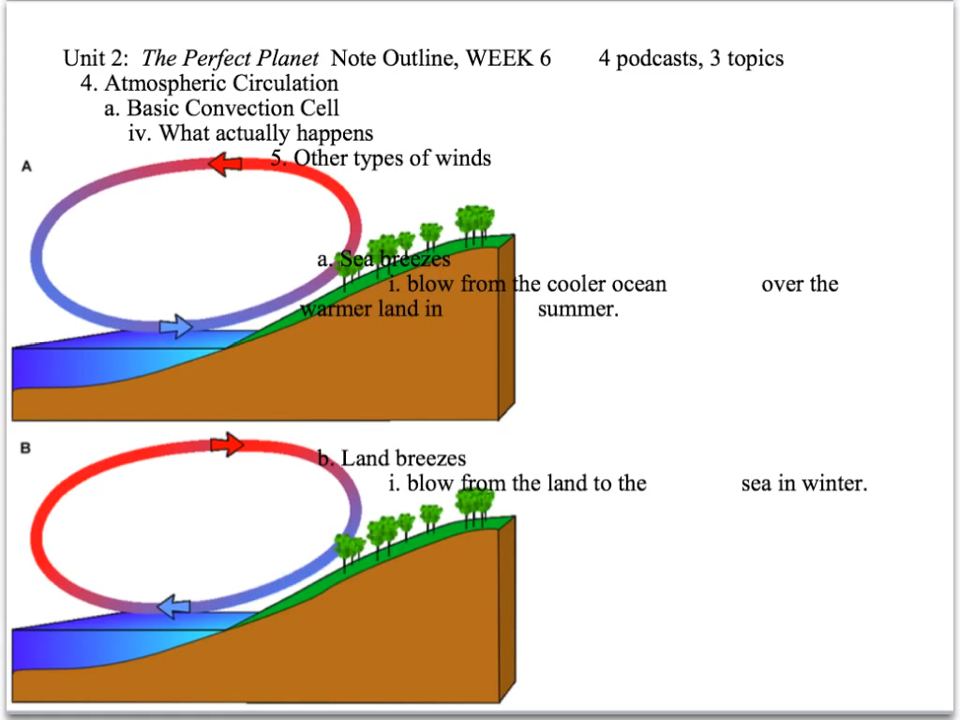 Unit 2: The Perfect Planet Note Outline, WEEK 6 4 podcasts, 3 topics
4. Atmospheric Circulation
a. Basic Convection Cell
iv. What actually happens
5. Other types of winds
A
a. Sea breezes
i. blow from the cooler ocean over the
warmer land in summer.
B
b. Land breezes
i. blow from the land to the sea in winter.